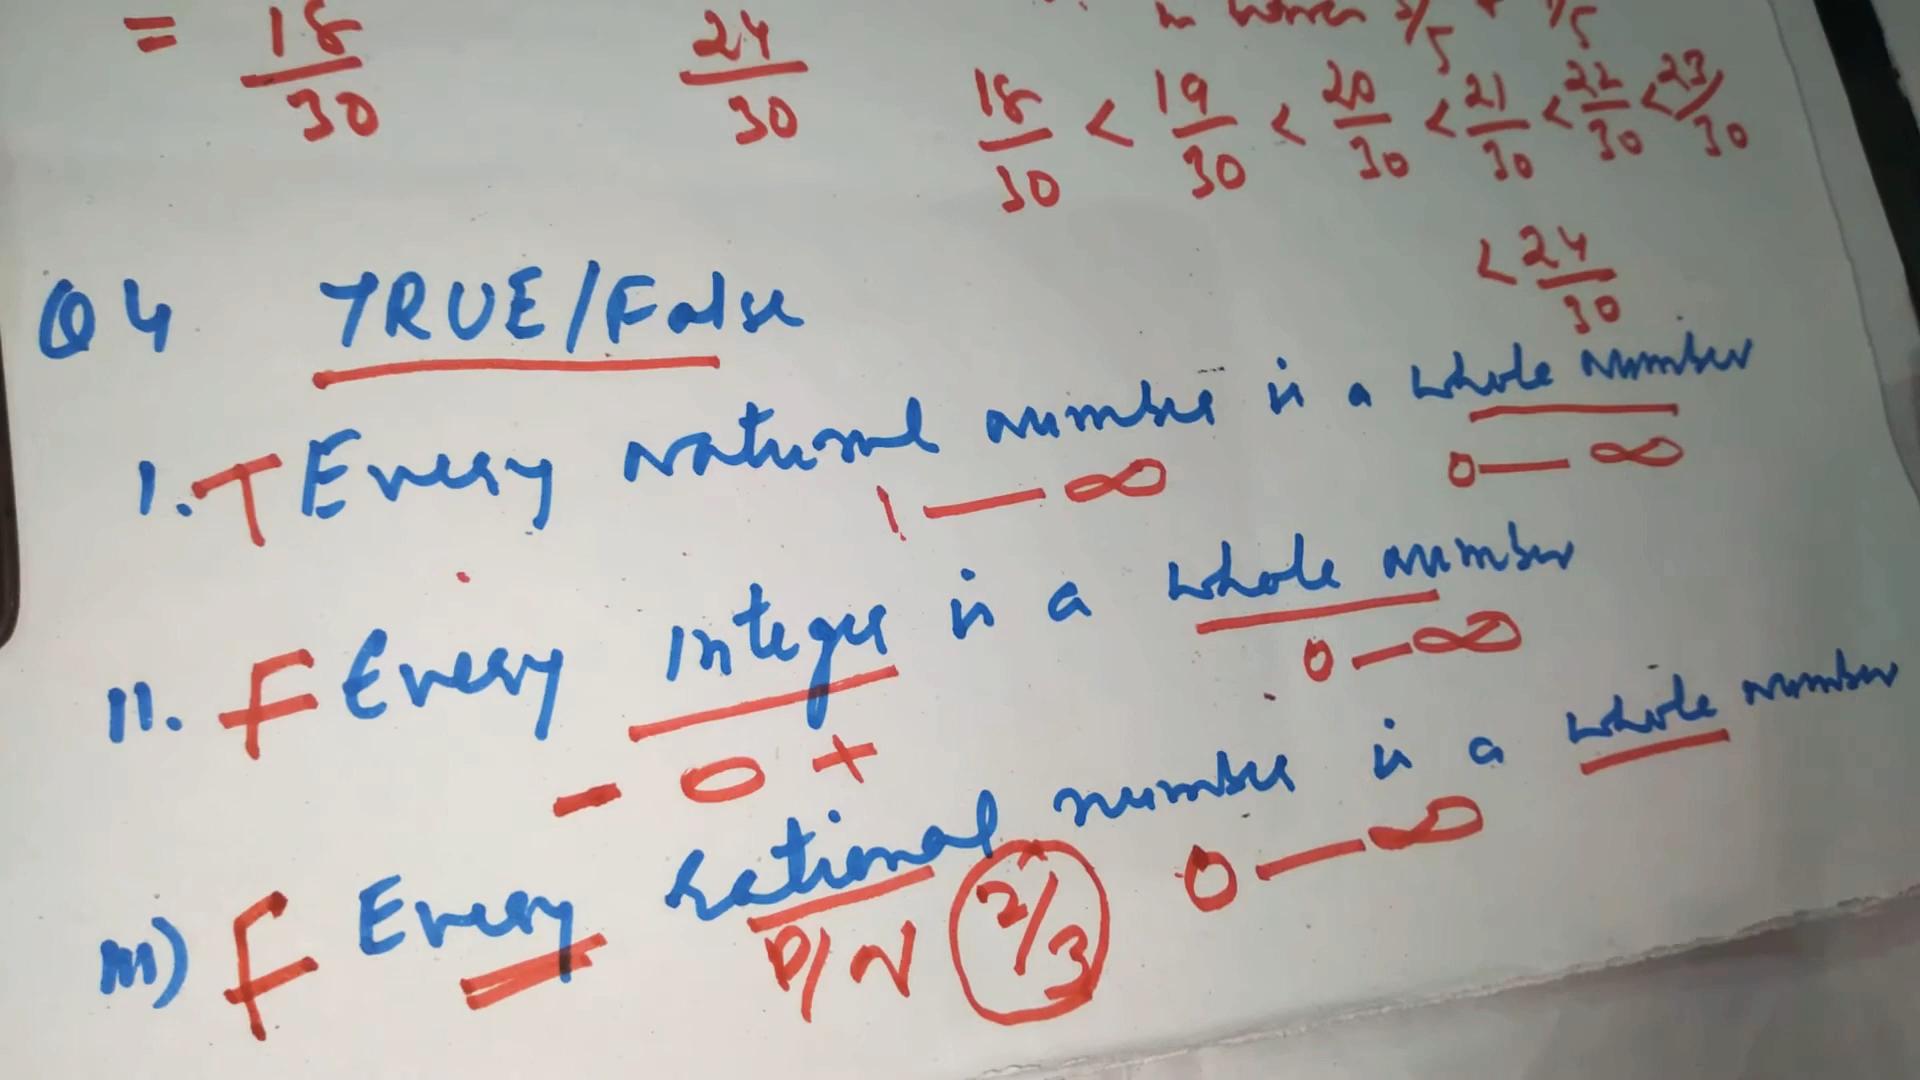 = 18/30 24/30
18/30 < 19/30 < 20/30 < 21/30 < 22/30 < 23/30
< 24/30
Q4 TRUE/False
I. T Every natural number is a whole number
1 — ∞ 0 — ∞
II. F Every integer is a whole number
- 0 + 0 — ∞
III) F Every rational number is a whole number
P/N 2/3 0 — ∞